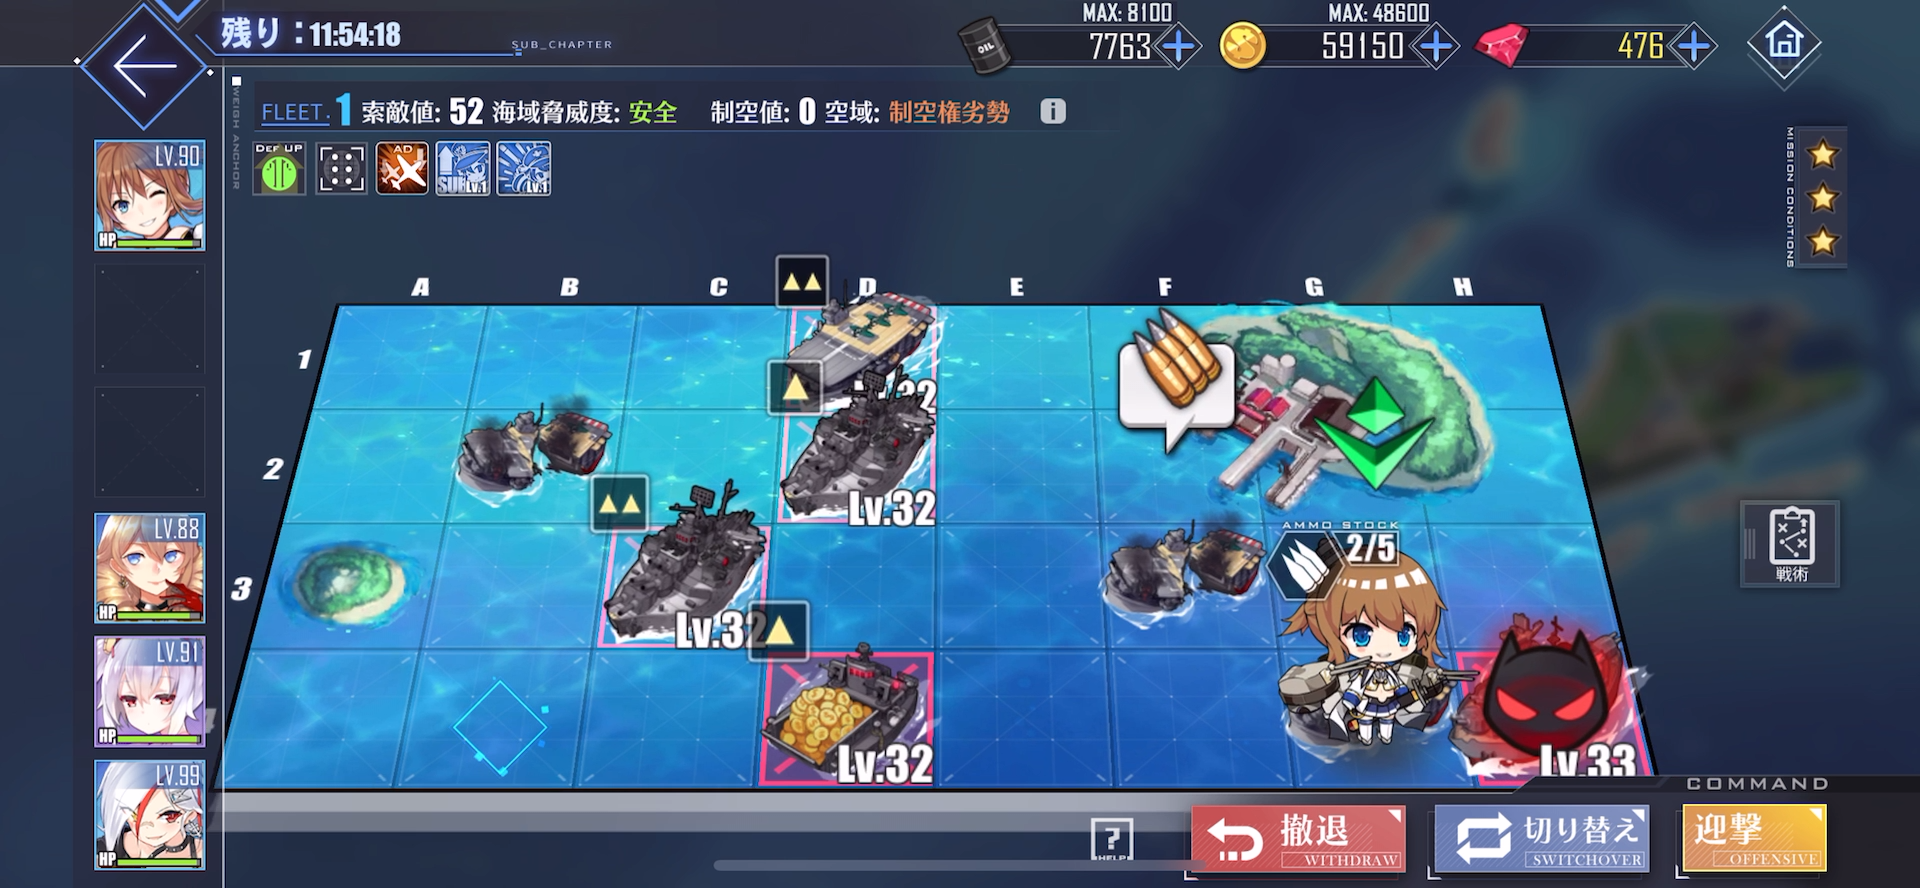 残り：11:54:18
SUB_CHAPTER
OIL
MAX: 8100
7763
MAX: 48600
59150
476
WEIGH ANCHOR
FLEET. 1 索敵値: 52 海域脅威度: 安全 制空値: 0 空域: 制空権劣勢
DEF UP
AD
SUB LV.1
LV.1
MISSION CONDITIONS
LV.90
HP
A B C D E F G H
1
2
3
Lv.32
Lv.32
Lv.32
AMMO STOCK
2/5
戦術
LV.88
HP
LV.91
HP
LV.99
HP
Lv.32
Lv.33
COMMAND
?
HELP
撤退
WITHDRAW
切り替え
SWITCHOVER
迎撃
OFFENSIVE